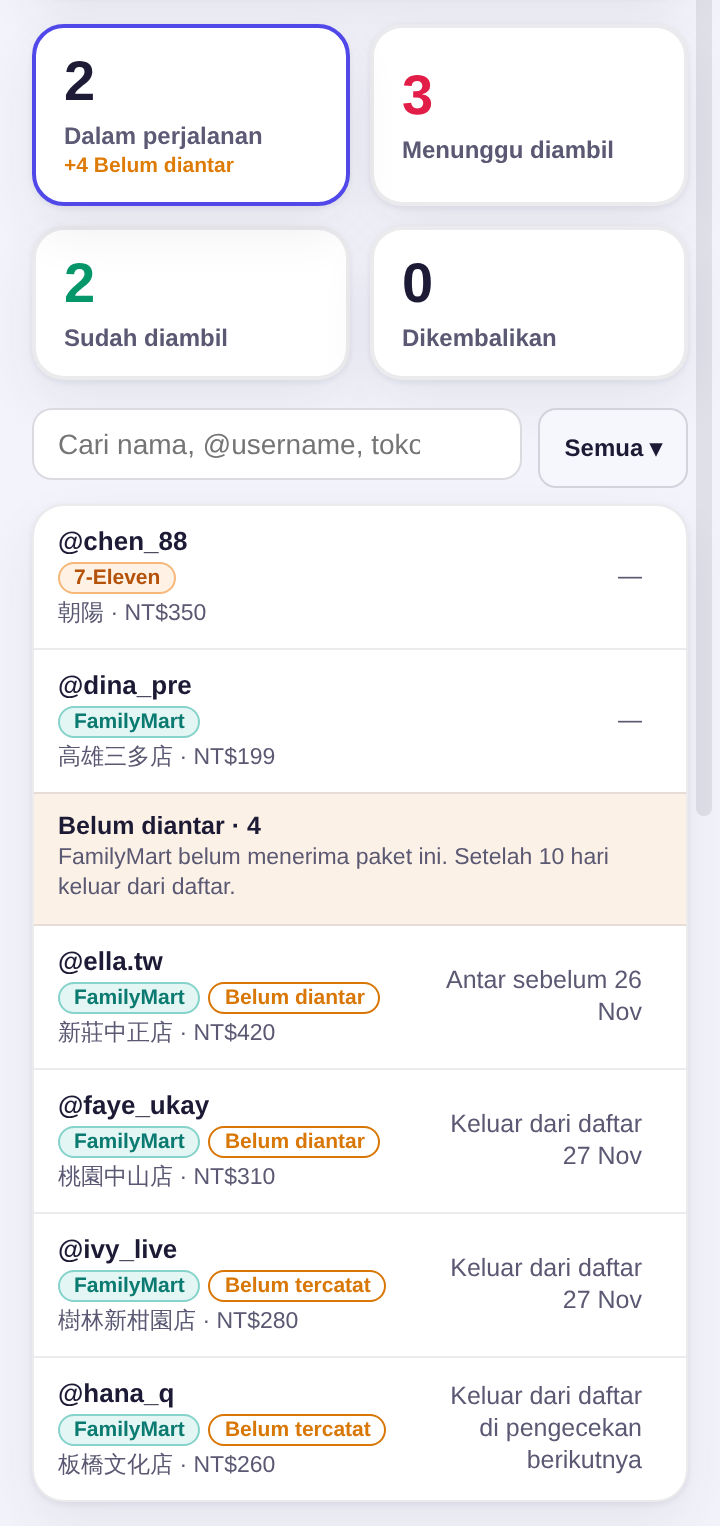 2
Dalam perjalanan
+4 Belum diantar
3
Menunggu diambil
2
Sudah diambil
0
Dikembalikan
Cari nama, @username, toko
Semua ▾
@chen_88
7-Eleven
朝陽 · NT$350
—
@dina_pre
FamilyMart
高雄三多店 · NT$199
—
Belum diantar · 4
FamilyMart belum menerima paket ini. Setelah 10 hari
keluar dari daftar.
@ella.tw
FamilyMart Belum diantar
新莊中正店 · NT$420
Antar sebelum 26
Nov
@faye_ukay
FamilyMart Belum diantar
桃園中山店 · NT$310
Keluar dari daftar
27 Nov
@ivy_live
FamilyMart Belum tercatat
樹林新柑園店 · NT$280
Keluar dari daftar
27 Nov
@hana_q
FamilyMart Belum tercatat
板橋文化店 · NT$260
Keluar dari daftar
di pengecekan
berikutnya